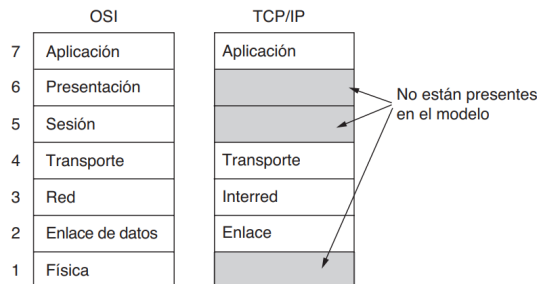 OSI TCP/IP
7 Aplicación Aplicación
6 Presentación
No están presentes
en el modelo
5 Sesión
4 Transporte Transporte
3 Red Interred
2 Enlace de datos Enlace
1 Física